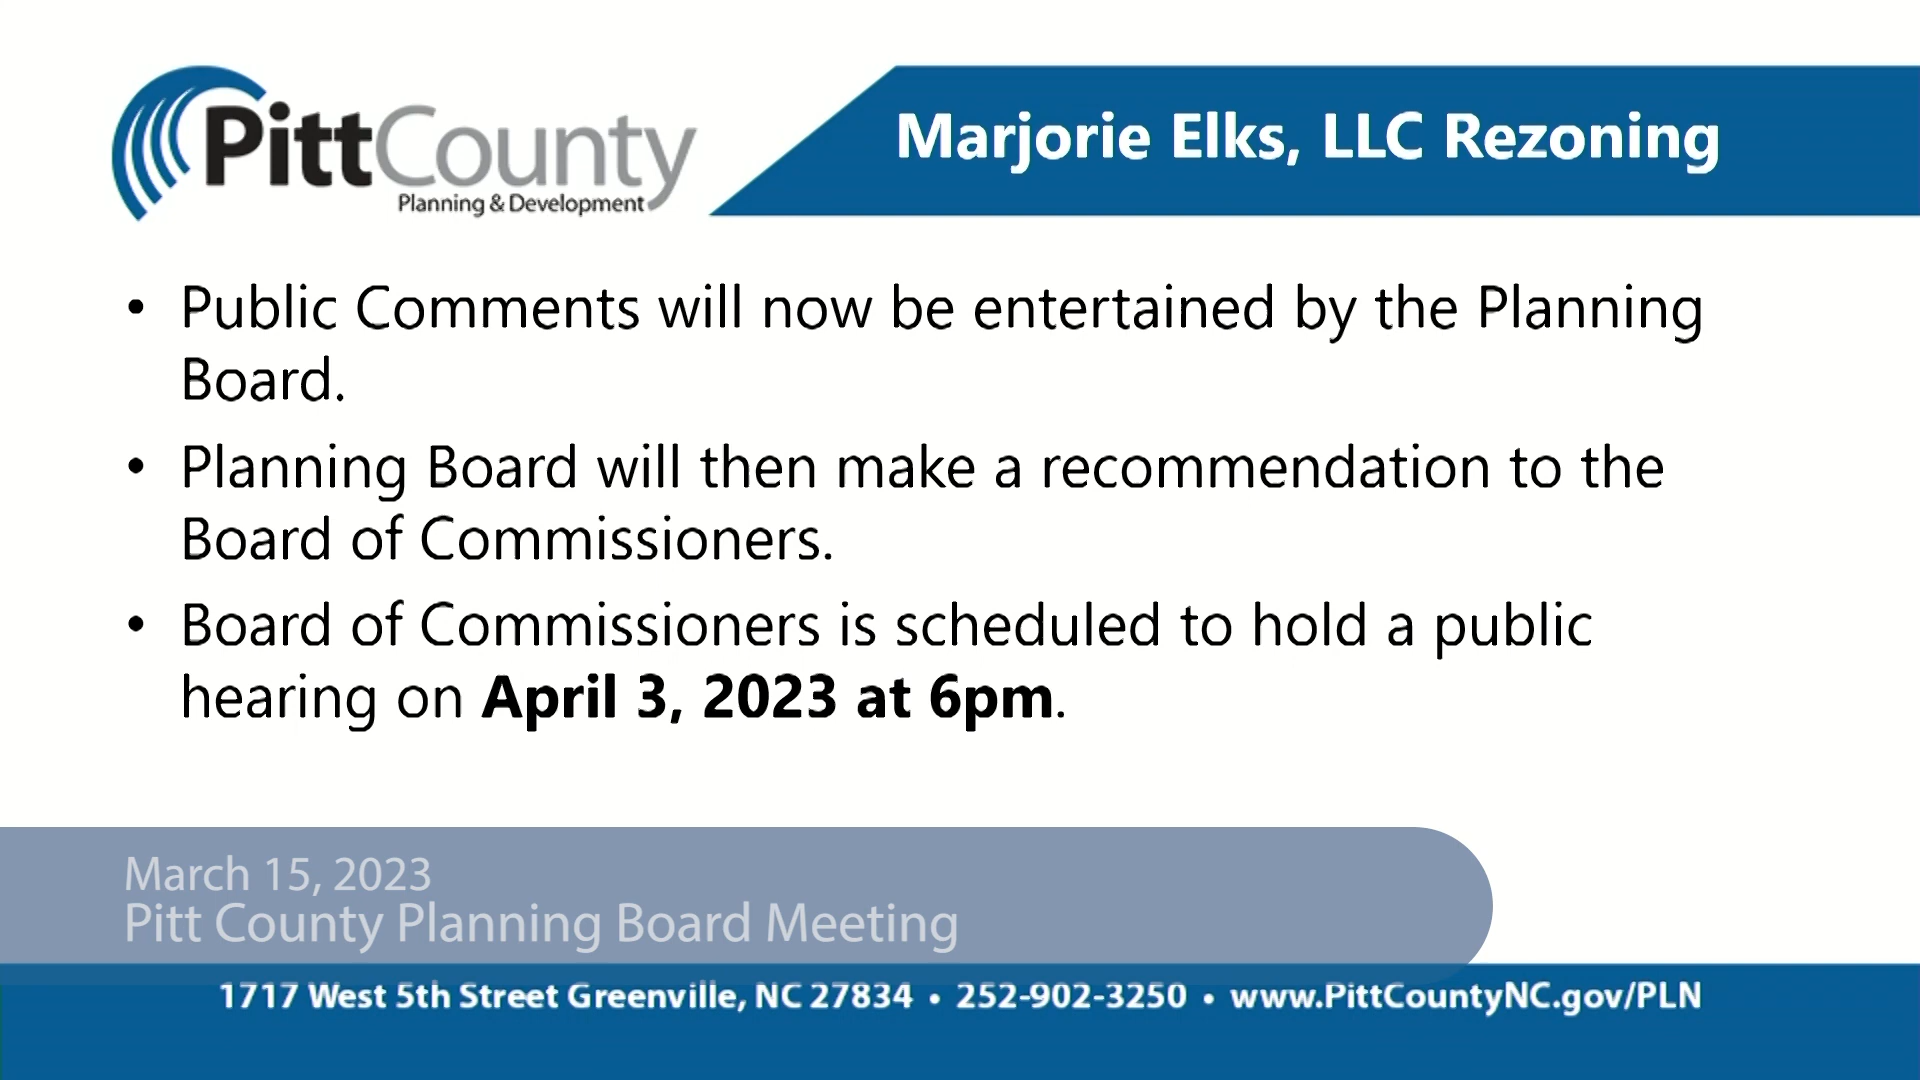 PittCounty
Planning & Development
Marjorie Elks, LLC Rezoning
• Public Comments will now be entertained by the Planning
Board.
• Planning Board will then make a recommendation to the
Board of Commissioners.
• Board of Commissioners is scheduled to hold a public
hearing on April 3, 2023 at 6pm.
March 15, 2023
Pitt County Planning Board Meeting
1717 West 5th Street Greenville, NC 27834 • 252-902-3250 • www.PittCountyNC.gov/PLN